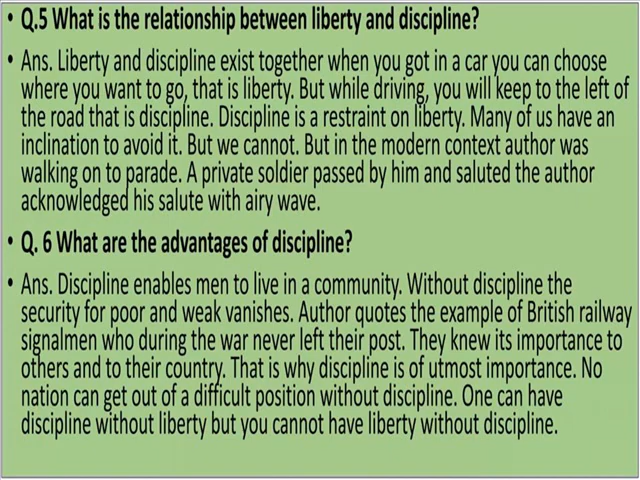 • Q.5 What is the relationship between liberty and discipline?
• Ans. Liberty and discipline exist together when you got in a car you can choose
where you want to go, that is liberty. But while driving, you will keep to the left of
the road that is discipline. Discipline is a restraint on liberty. Many of us have an
inclination to avoid it. But we cannot. But in the modern context author was
walking on to parade. A private soldier passed by him and saluted the author
acknowledged his salute with airy wave.
• Q. 6 What are the advantages of discipline?
• Ans. Discipline enables men to live in a community. Without discipline the
security for poor and weak vanishes. Author quotes the example of British railway
signalmen who during the war never left their post. They knew its importance to
others and to their country. That is why discipline is of utmost importance. No
nation can get out of a difficult position without discipline. One can have
discipline without liberty but you cannot have liberty without discipline.